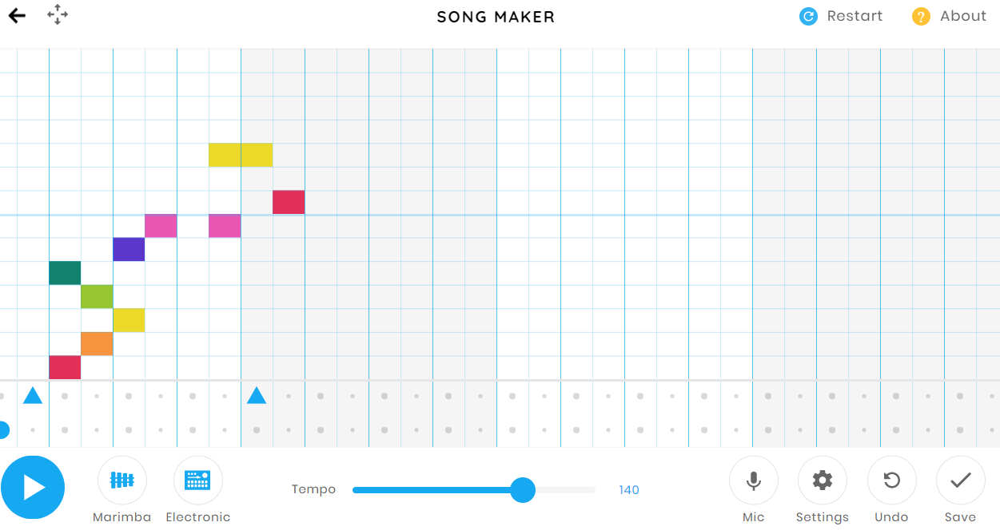 SONG MAKER
Restart
? About
Tempo
140
Marimba
Electronic
Mic
Settings
Undo
Save